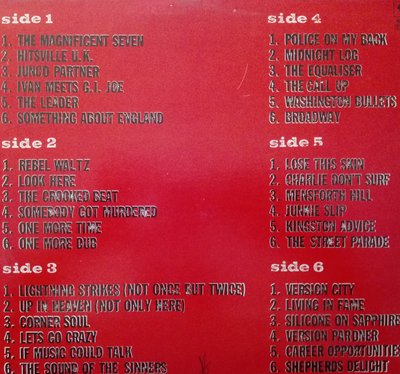 side 1
1. THE MAGNIFICENT SEVEN
2. HITSVILLE U.K.
3. JUNCO PARTNER
4. IVAN MEETS G.I. JOE
5. THE LEADER
6. SOMETHING ABOUT ENGLAND
side 2
1. REBEL WALTZ
2. LOOK HERE
3. THE CROOKED BEAT
4. SOMEBODY GOT MURDERED
5. ONE MORE TIME
6. ONE MORE DUB
side 3
1. LIGHTNING STRIKES (NOT ONCE BUT TWICE)
2. UP IN HEAVEN (NOT ONLY HERE)
3. CORNER SOUL
4. LETS GO CRAZY
5. IF MUSIC COULD TALK
6. THE SOUND OF THE SINNERS
side 4
1. POLICE ON MY BACK
2. MIDNIGHT LOG
3. THE EQUALISER
4. THE CALL UP
5. WASHINGTON BULLETS
6. BROADWAY
side 5
1. LOSE THIS SKIN
2. CHARLIE DON'T SURF
3. MENSFORTH HILL
4. JUNKIE SLIP
5. KINGSTON ADVICE
6. THE STREET PARADE
side 6
1. VERSION CITY
2. LIVING IN FAME
3. SILICONE ON SAPPHIRE
4. VERSION PARDNER
5. CAREER OPPORTUNITIE
6. SHEPHERDS DELIGHT